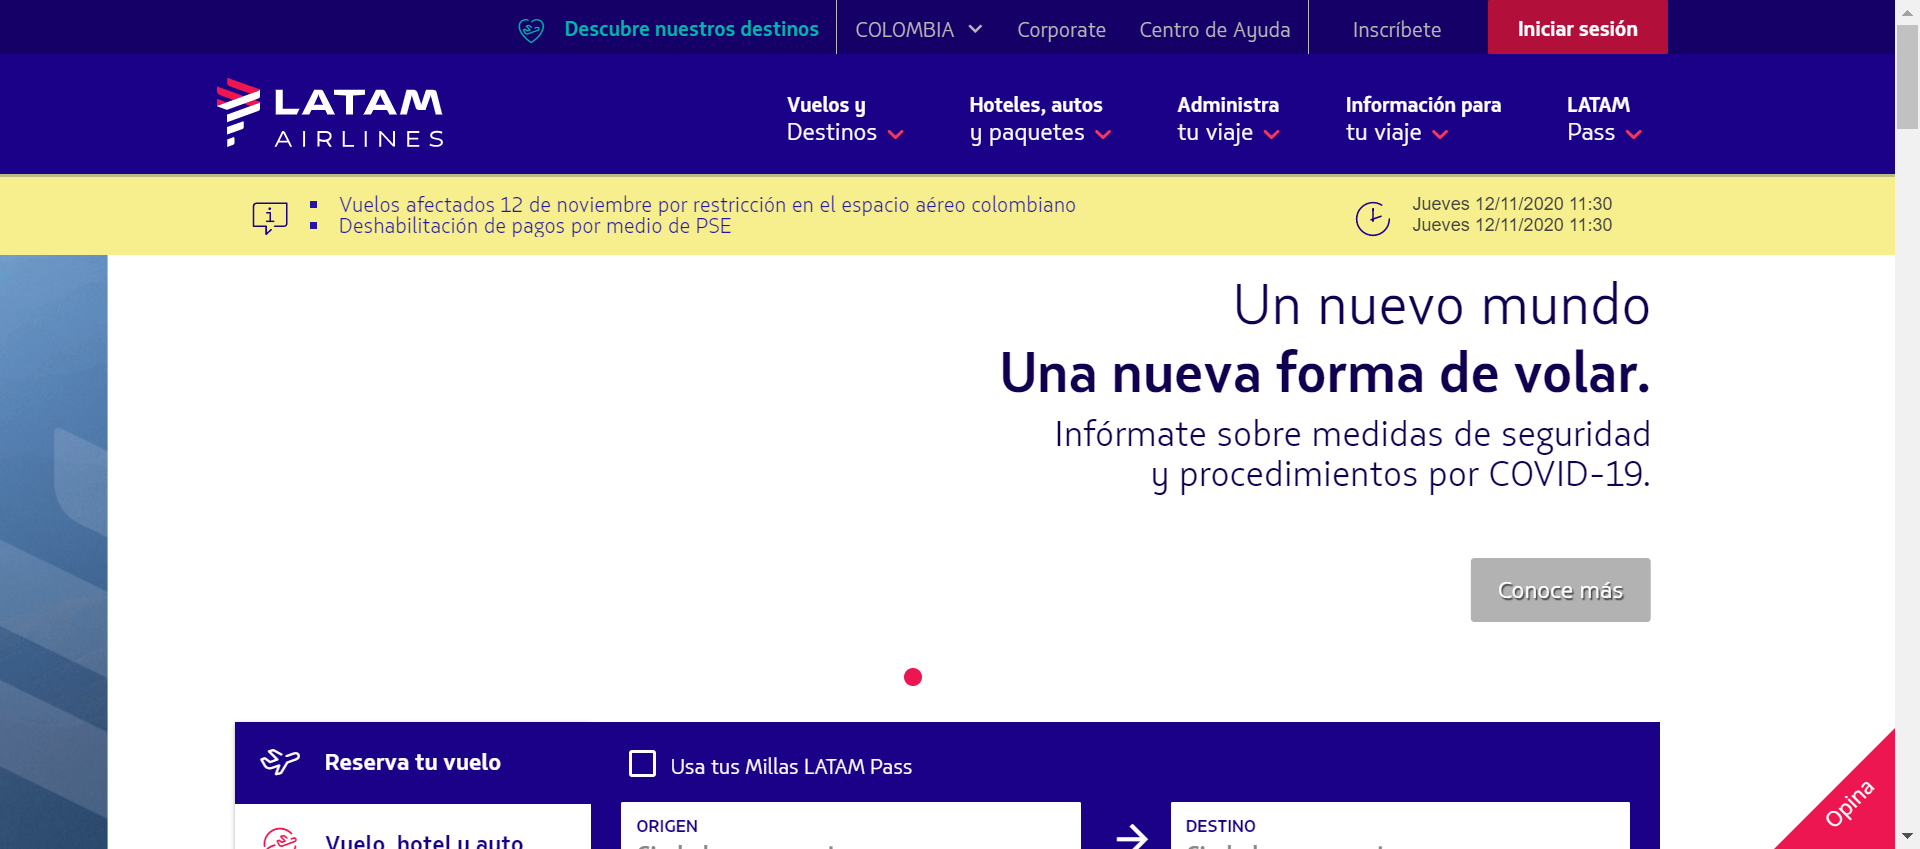 Descubre nuestros destinos
COLOMBIA
Corporate
Centro de Ayuda
Inscríbete
Iniciar sesión
LATAM
AIRLINES
Vuelos y
Destinos
Hoteles, autos
y paquetes
Administra
tu viaje
Información para
tu viaje
LATAM
Pass
Vuelos afectados 12 de noviembre por restricción en el espacio aéreo colombiano
Deshabilitación de pagos por medio de PSE
Jueves 12/11/2020 11:30
Jueves 12/11/2020 11:30
Un nuevo mundo
Una nueva forma de volar.
Infórmate sobre medidas de seguridad
y procedimientos por COVID-19.
Conoce más
Reserva tu vuelo
Usa tus Millas LATAM Pass
Vuelo, hotel y auto
ORIGEN
DESTINO
Opina